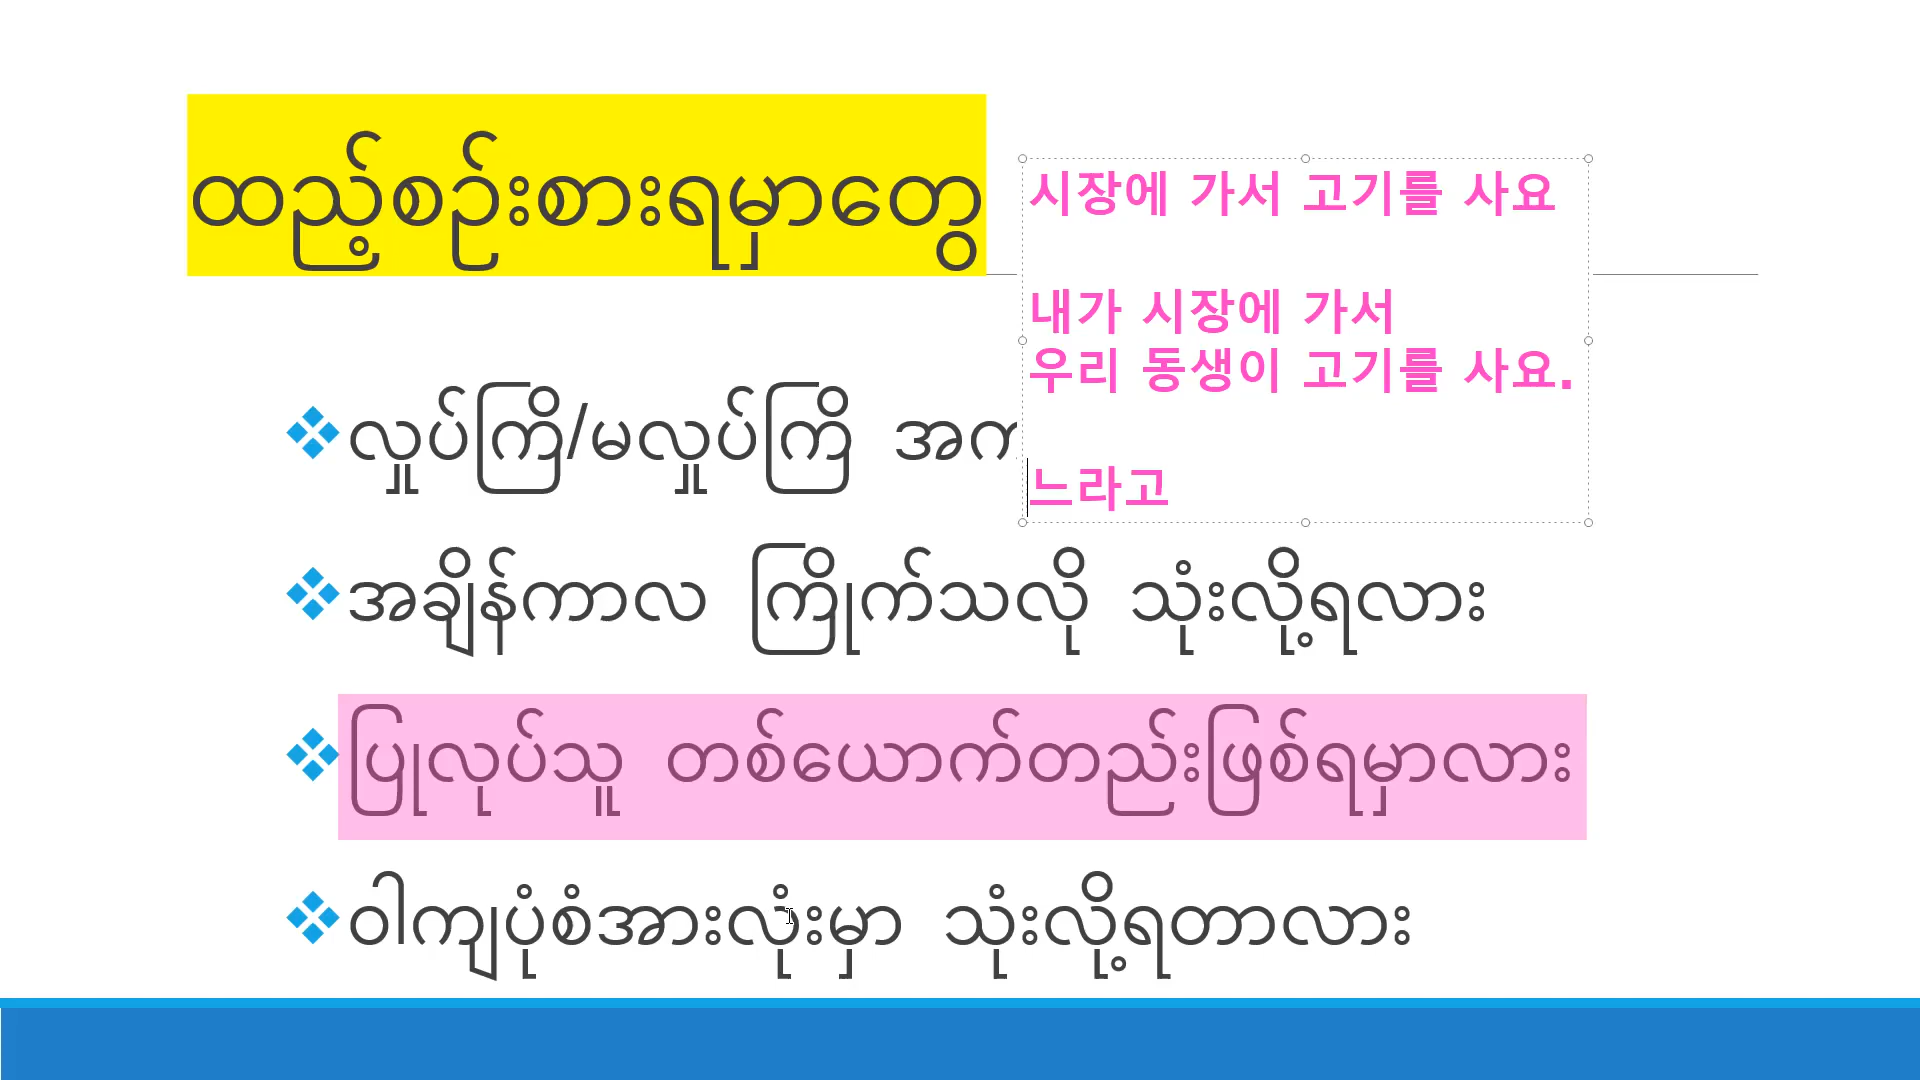 ထည့်စဉ်းစားရမှာတွေ
시장에 가서 고기를 사요
내가 시장에 가서
우리 동생이 고기를 사요.
느라고
လှုပ်ကြိ/မလှုပ်ကြိ
အချိန်ကာလ ကြိုက်သလို သုံးလို့ရလား
ပြုလုပ်သူ တစ်ယောက်တည်းဖြစ်ရမှာလား
ဝါကျပုံစံအားလုံးမှာ သုံးလို့ရတာလား